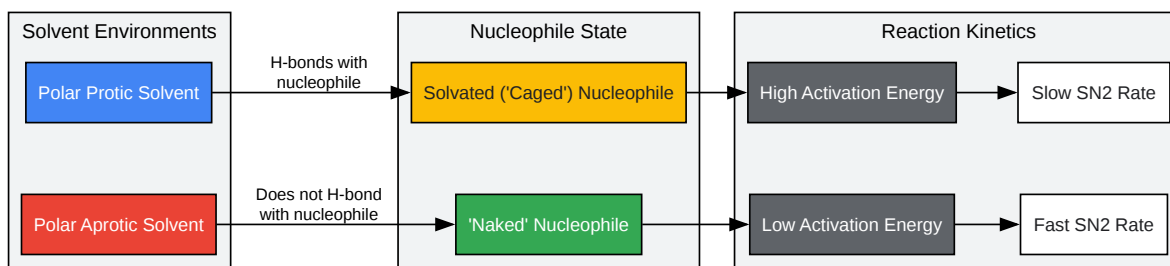 Solvent Environments
Nucleophile State
Reaction Kinetics
Polar Protic Solvent
H-bonds with
nucleophile
Solvated ('Caged') Nucleophile
High Activation Energy
Slow SN2 Rate
Polar Aprotic Solvent
Does not H-bond
with nucleophile
'Naked' Nucleophile
Low Activation Energy
Fast SN2 Rate